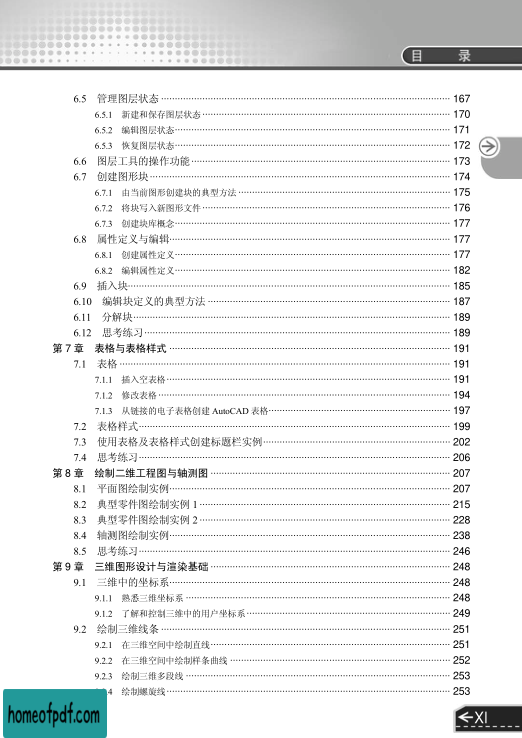 目 录
6.5 管理图层状态 167
6.5.1 新建和保存图层状态 170
6.5.2 编辑图层状态 171
6.5.3 恢复图层状态 172
6.6 图层工具的操作功能 173
6.7 创建图形块 174
6.7.1 由当前图形创建块的典型方法 175
6.7.2 将块写入新图形文件 176
6.7.3 创建块库概念 177
6.8 属性定义与编辑 177
6.8.1 创建属性定义 177
6.8.2 编辑属性定义 182
6.9 插入块 185
6.10 编辑块定义的典型方法 187
6.11 分解块 189
6.12 思考练习 189
第 7 章 表格与表格样式 191
7.1 表格 191
7.1.1 插入空表格 191
7.1.2 修改表格 194
7.1.3 从链接的电子表格创建 AutoCAD 表格 197
7.2 表格样式 199
7.3 使用表格及表格样式创建标题栏实例 202
7.4 思考练习 206
第 8 章 绘制二维工程图与轴测图 207
8.1 平面图绘制实例 207
8.2 典型零件图绘制实例 1 215
8.3 典型零件图绘制实例 2 228
8.4 轴测图绘制实例 238
8.5 思考练习 246
第 9 章 三维图形设计与渲染基础 248
9.1 三维中的坐标系 248
9.1.1 熟悉三维坐标系 248
9.1.2 了解和控制三维中的用户坐标系 249
9.2 绘制三维线条 251
9.2.1 在三维空间中绘制直线 251
9.2.2 在三维空间中绘制样条曲线 252
9.2.3 绘制三维多段线 253
9.2.4 绘制螺旋线 253
homeofpdf.com
XI